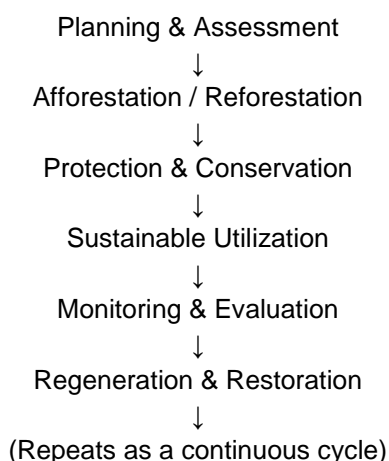 Planning & Assessment
↓
Afforestation / Reforestation
↓
Protection & Conservation
↓
Sustainable Utilization
↓
Monitoring & Evaluation
↓
Regeneration & Restoration
↓
(Repeats as a continuous cycle)